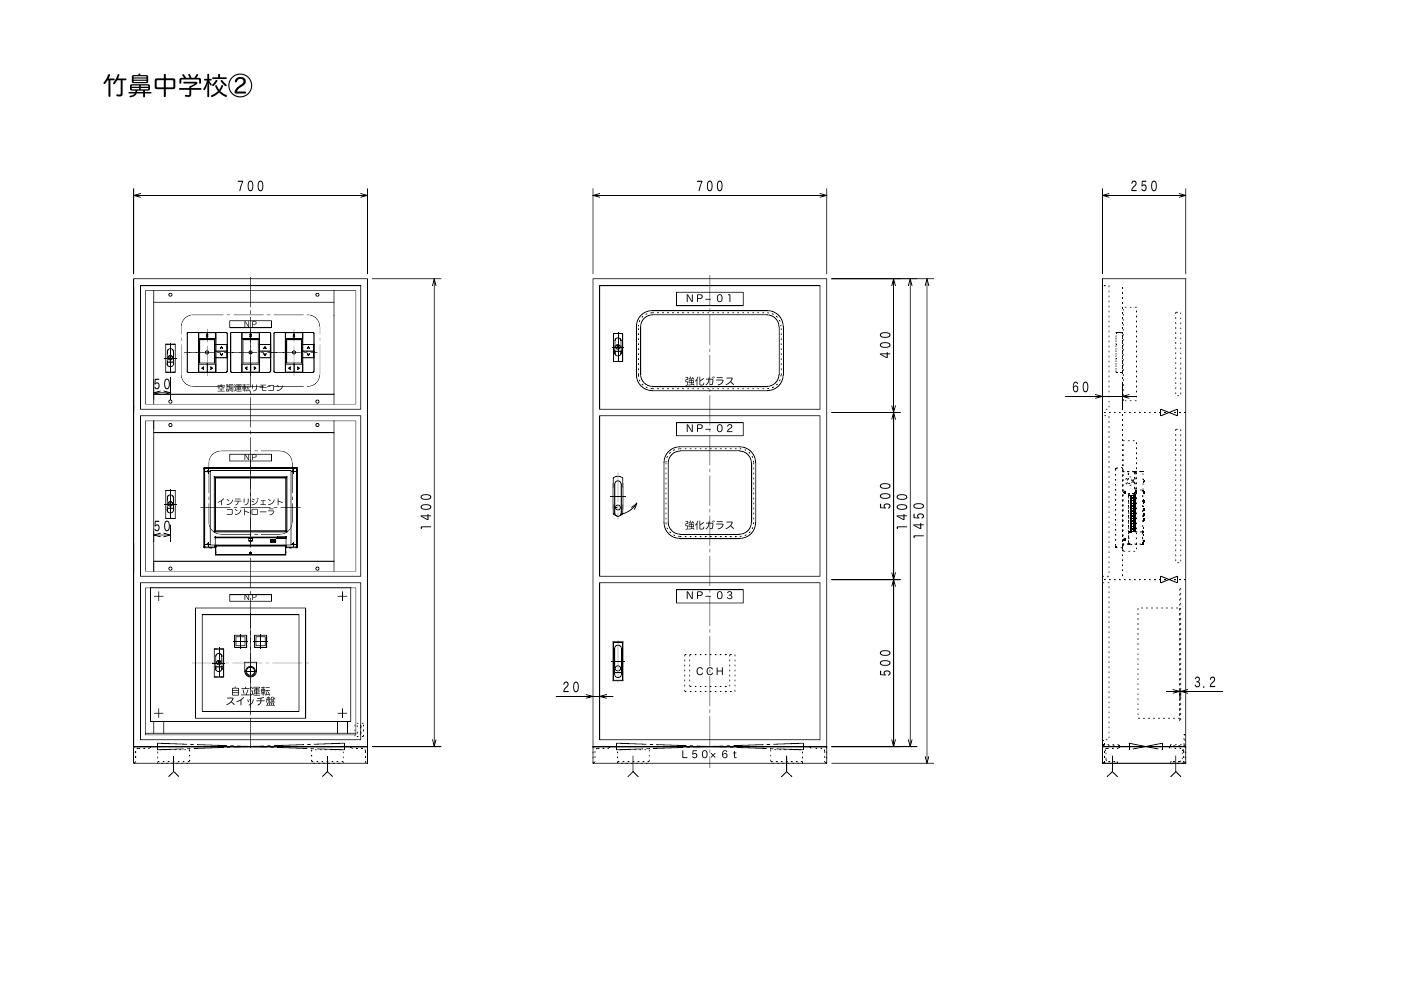 竹鼻中学校②
700
NP
空調運転リモコン
50
NP
インテリジェント
コントローラ
50
NP
自立運転
スイッチ盤
1400
700
NP-01
強化ガラス
NP-02
強化ガラス
NP-03
CCH
20
L50×6t
400
500
500
1400
1450
250
60
3.2